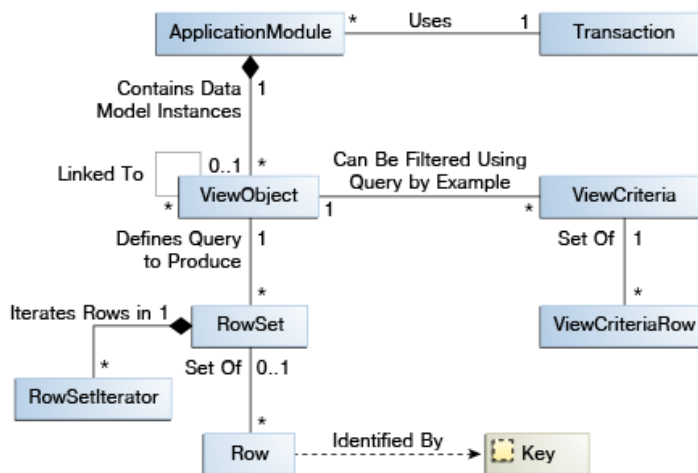 ApplicationModule
* Uses 1
Transaction
Contains Data
Model Instances
1
Linked To
0..1
*
*
ViewObject
Can Be Filtered Using
Query by Example
1
*
ViewCriteria
Defines Query
to Produce
1
*
Set Of 1
*
ViewCriteriaRow
Iterates Rows in 1
RowSet
*
RowSetIterator
Set Of 0..1
*
Row
Identified By
Key